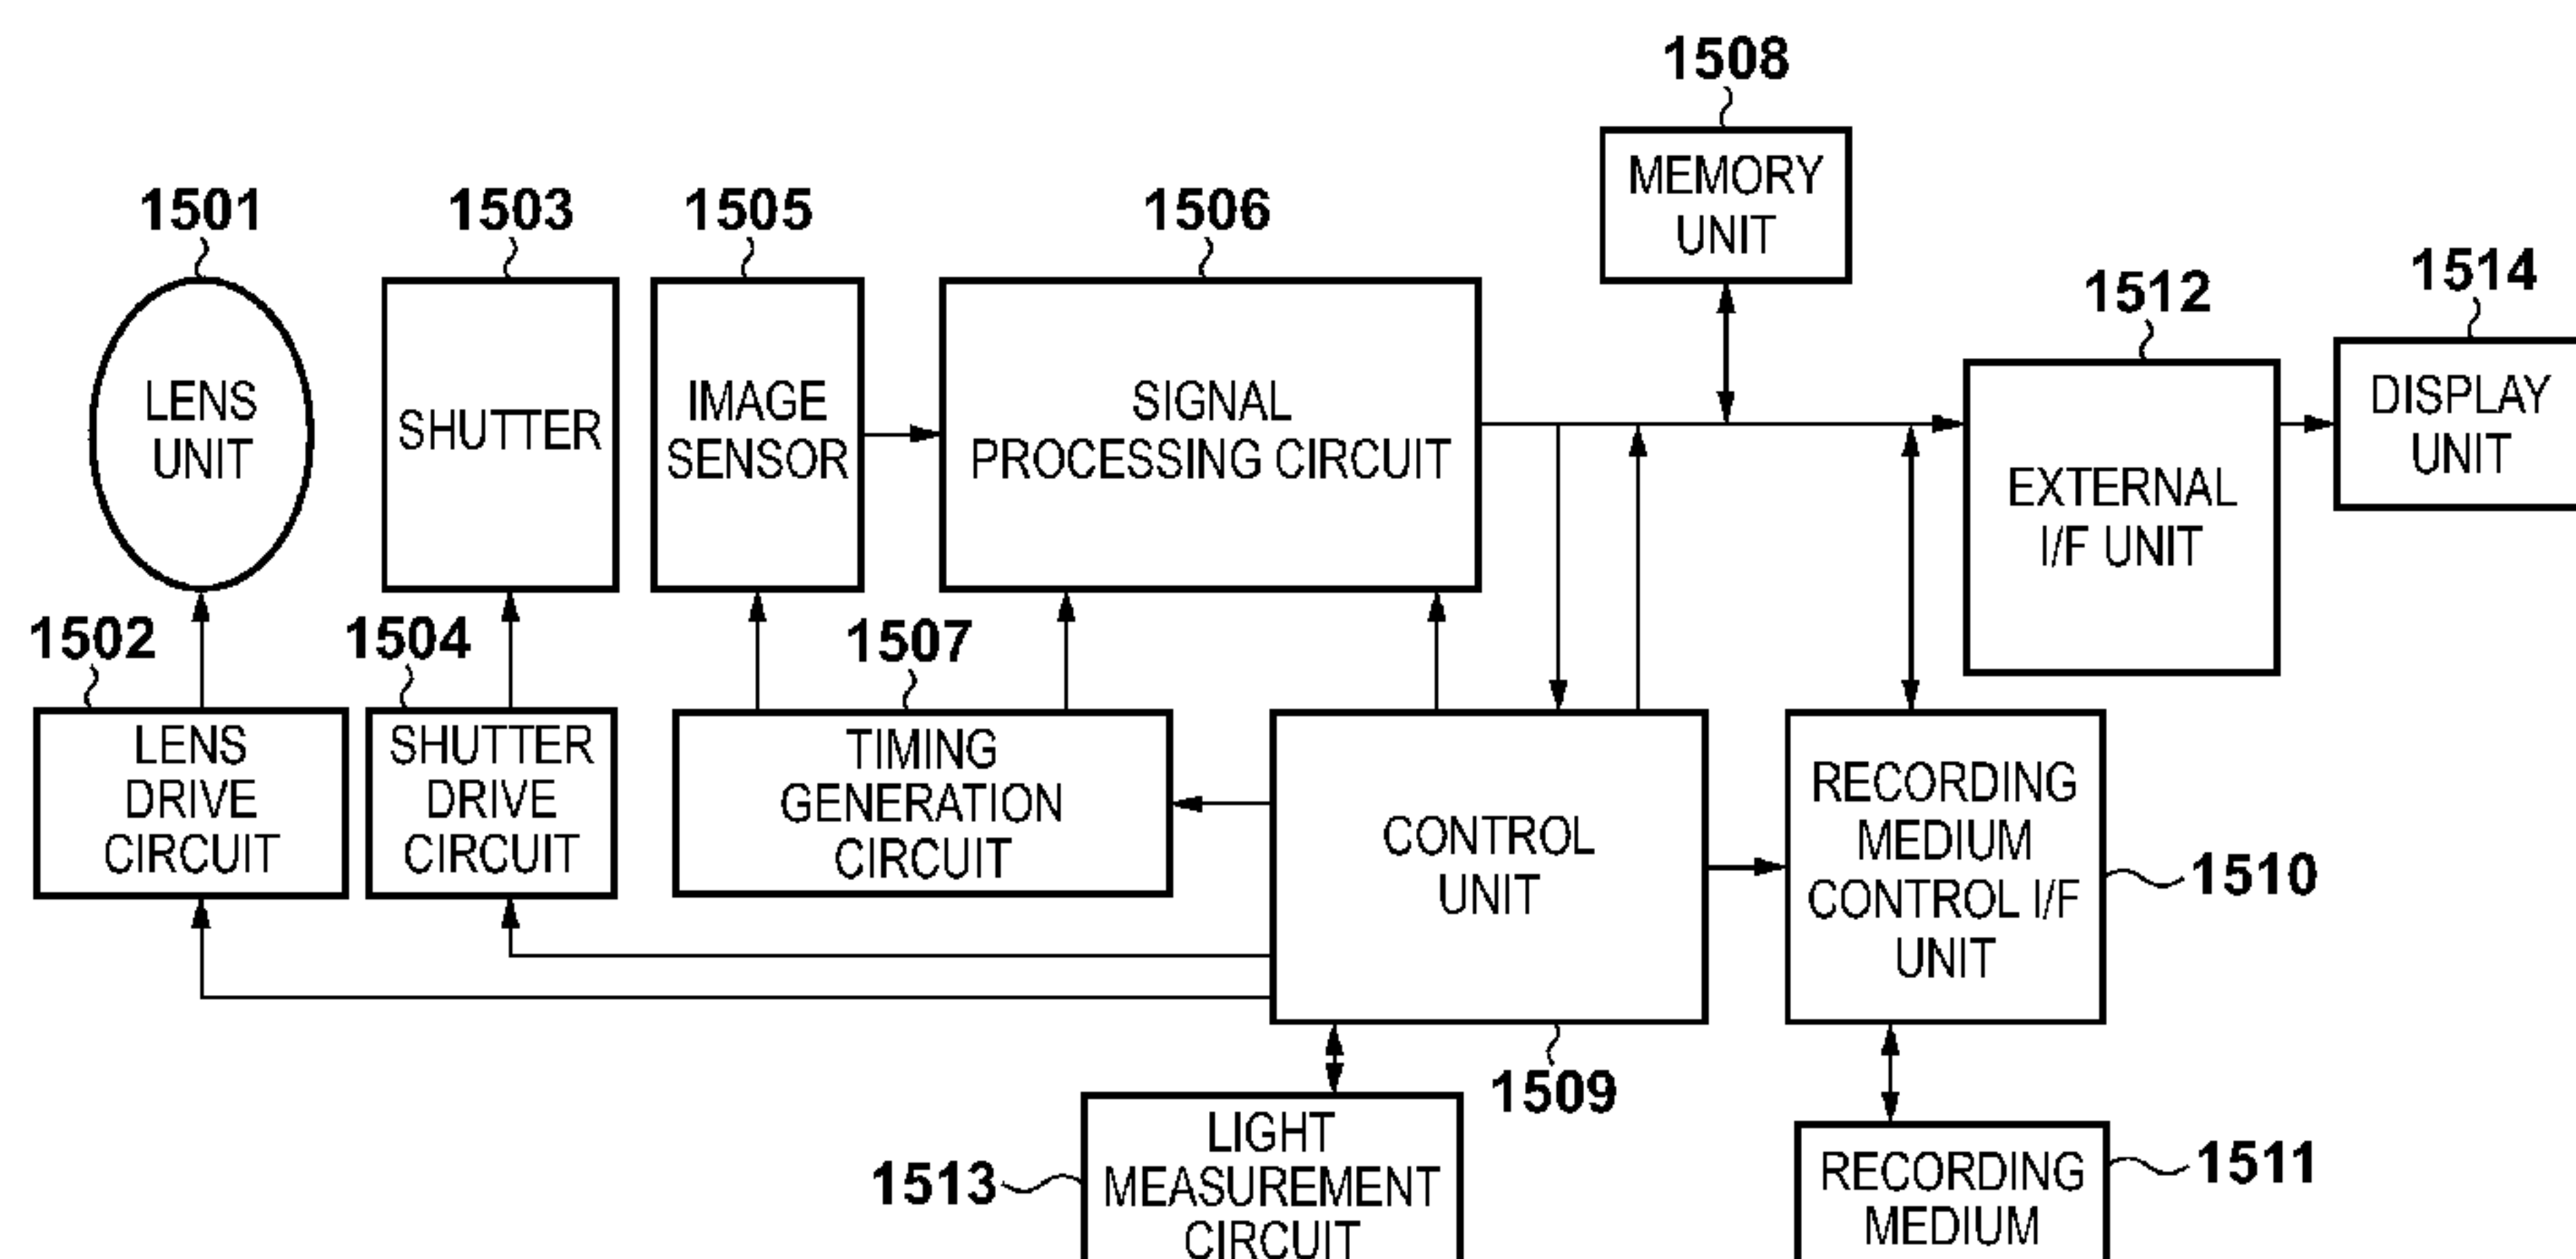 1508
MEMORY
UNIT
1501
1503
1505
1506
1512
1514
LENS
UNIT
SHUTTER
IMAGE
SENSOR
SIGNAL
PROCESSING CIRCUIT
EXTERNAL
I/F UNIT
DISPLAY
UNIT
1502
1504
1507
LENS
DRIVE
CIRCUIT
SHUTTER
DRIVE
CIRCUIT
TIMING
GENERATION
CIRCUIT
CONTROL
UNIT
RECORDING
MEDIUM
CONTROL I/F
UNIT
1510
1509
1513
LIGHT
MEASUREMENT
CIRCUIT
RECORDING
MEDIUM
1511